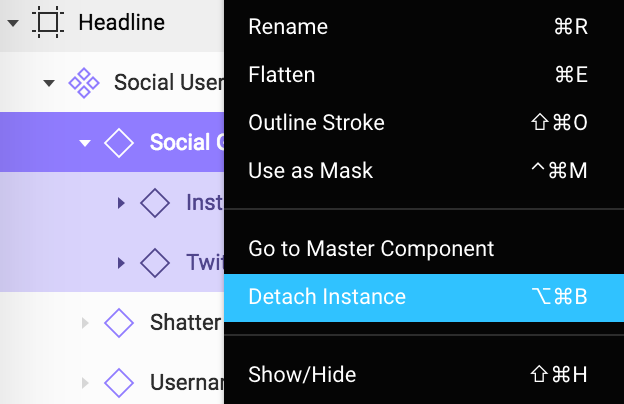 Headline
Social User
Social G
Inst
Twit
Shatter
Usernar
Rename ⌘R
Flatten ⌘E
Outline Stroke ⇧⌘O
Use as Mask ^⌘M
Go to Master Component
Detach Instance ⌥⌘B
Show/Hide ⇧⌘H